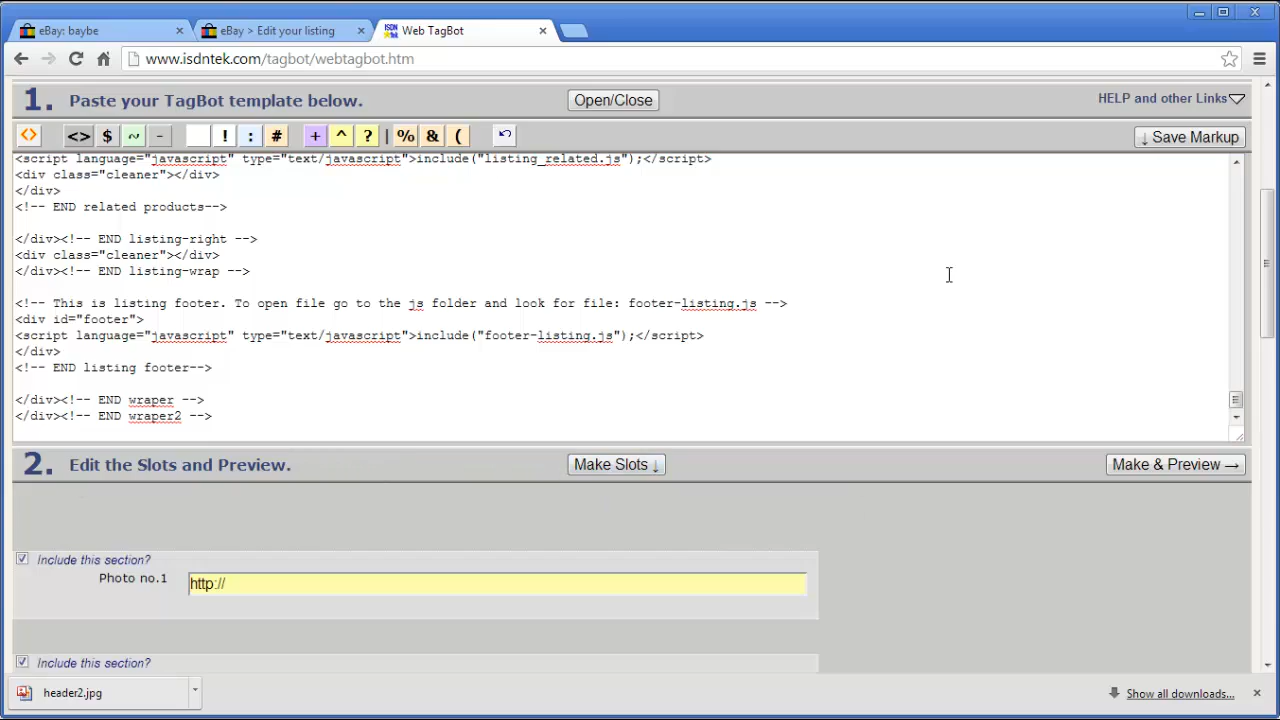 eBay: baybe
eBay > Edit your listing
ISDN tek
Web TagBot
www.isdntek.com/tagbot/webtagbot.htm
1. Paste your TagBot template below.
Open/Close
HELP and other Links
<> <> $ ~ - ! : # + ^ ? | % & (
↓ Save Markup
<script language="javascript" type="text/javascript">include("listing_related.js");</script>
<div class="cleaner"></div>
</div>
<!-- END related products-->
</div><!-- END listing-right -->
<div class="cleaner"></div>
</div><!-- END listing-wrap -->
<!-- This is listing footer. To open file go to the js folder and look for file: footer-listing.js -->
<div id="footer">
<script language="javascript" type="text/javascript">include("footer-listing.js");</script>
</div>
<!-- END listing footer-->
</div><!-- END wraper -->
</div><!-- END wraper2 -->
2. Edit the Slots and Preview.
Make Slots ↓
Make & Preview →
Include this section?
Photo no.1
http://
Include this section?
header2.jpg
Show all downloads...